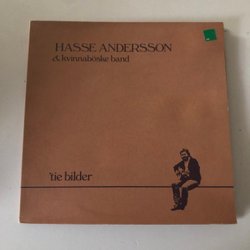 HASSE ANDERSSON
& kvinnaböske band
'tie bilder